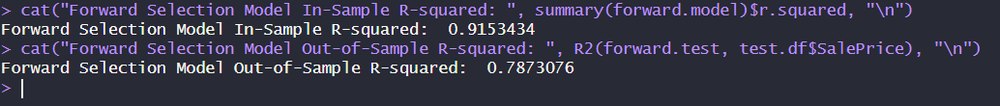 > cat("Forward Selection Model In-Sample R-squared: ", summary(forward.model)$r.squared, "\n")
Forward Selection Model In-Sample R-squared:  0.9153434
> cat("Forward Selection Model Out-of-Sample R-squared: ", R2(forward.test, test.df$SalePrice), "\n")
Forward Selection Model Out-of-Sample R-squared:  0.7873076
>